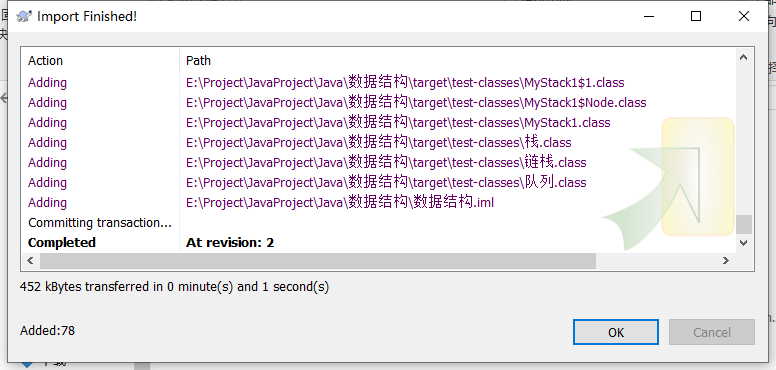 Import Finished!
Action Path
Adding E:\Project\JavaProject\Java\数据结构\target\test-classes\MyStack1$1.class
Adding E:\Project\JavaProject\Java\数据结构\target\test-classes\MyStack1$Node.class
Adding E:\Project\JavaProject\Java\数据结构\target\test-classes\MyStack1.class
Adding E:\Project\JavaProject\Java\数据结构\target\test-classes\栈.class
Adding E:\Project\JavaProject\Java\数据结构\target\test-classes\链栈.class
Adding E:\Project\JavaProject\Java\数据结构\target\test-classes\队列.class
Adding E:\Project\JavaProject\Java\数据结构\数据结构.iml
Committing transaction...
Completed At revision: 2
452 kBytes transferred in 0 minute(s) and 1 second(s)
Added:78
OK Cancel